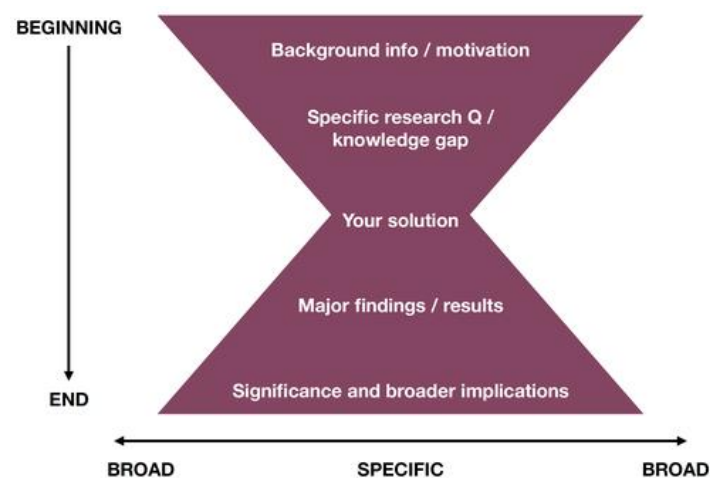 BEGINNING
Background info / motivation
Specific research Q /
knowledge gap
Your solution
Major findings / results
Significance and broader implications
END
BROAD
SPECIFIC
BROAD